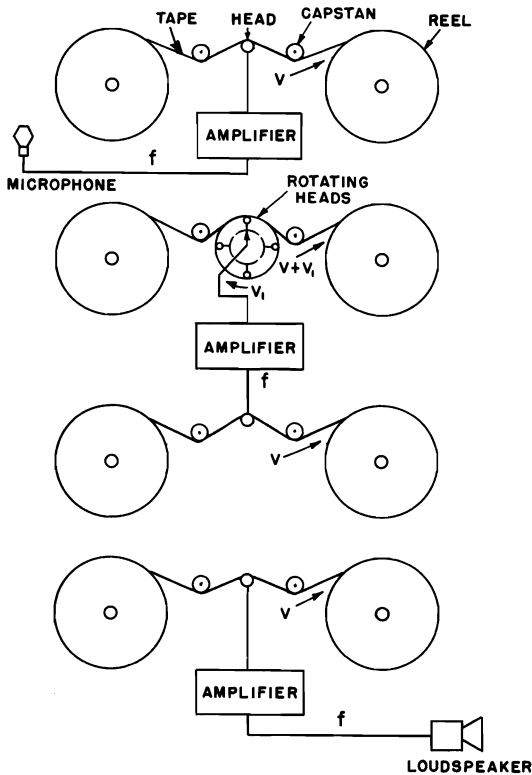 TAPE
HEAD
CAPSTAN
REEL
V
AMPLIFIER
f
MICROPHONE
ROTATING
HEADS
V+V₁
V₁
AMPLIFIER
f
V
V
AMPLIFIER
f
LOUDSPEAKER